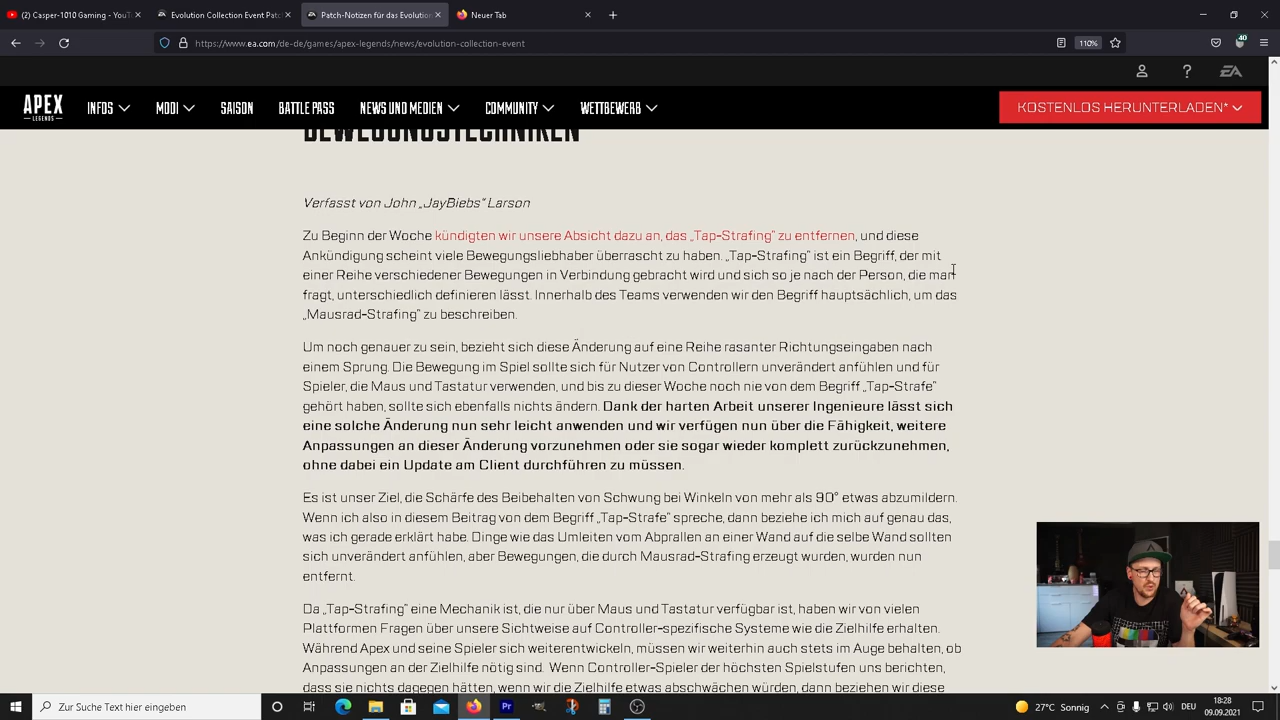 (2) Casper-1010 Gaming - YouT
Evolution Collection Event Patch
Patch-Notizen für das Evolution
Neuer Tab
https://www.ea.com/de-de/games/apex-legends/news/evolution-collection-event
110%
40
EA
APEX
LEGENDS
INFOS
MODI
SAISON
BATTLE PASS
NEWS UND MEDIEN
COMMUNITY
WETTBEWERB
KOSTENLOS HERUNTERLADEN*
BEWEGUNGSTECHNIKEN
Verfasst von John „JayBiebs“ Larson
Zu Beginn der Woche kündigten wir unsere Absicht dazu an, das „Tap-Strafing“ zu entfernen, und diese
Ankündigung scheint viele Bewegungsliebhaber überrascht zu haben. „Tap-Strafing“ ist ein Begriff, der mit
einer Reihe verschiedener Bewegungen in Verbindung gebracht wird und sich so je nach der Person, die man
fragt, unterschiedlich definieren lässt. Innerhalb des Teams verwenden wir den Begriff hauptsächlich, um das
„Mausrad-Strafing“ zu beschreiben.
Um noch genauer zu sein, bezieht sich diese Änderung auf eine Reihe rasanter Richtungseingaben nach
einem Sprung. Die Bewegung im Spiel sollte sich für Nutzer von Controllern unverändert anfühlen und für
Spieler, die Maus und Tastatur verwenden, und bis zu dieser Woche noch nie von dem Begriff „Tap-Strafe“
gehört haben, sollte sich ebenfalls nichts ändern. Dank der harten Arbeit unserer Ingenieure lässt sich
eine solche Änderung nun sehr leicht anwenden und wir verfügen nun über die Fähigkeit, weitere
Anpassungen an dieser Änderung vorzunehmen oder sie sogar wieder komplett zurückzunehmen,
ohne dabei ein Update am Client durchführen zu müssen.
Es ist unser Ziel, die Schärfe des Beibehalten von Schwung bei Winkeln von mehr als 90° etwas abzumildern.
Wenn ich also in diesem Beitrag von dem Begriff „Tap-Strafe“ spreche, dann beziehe ich mich auf genau das,
was ich gerade erklärt habe. Dinge wie das Umleiten vom Abprallen an einer Wand auf die selbe Wand sollten
sich unverändert anfühlen, aber Bewegungen, die durch Mausrad-Strafing erzeugt wurden, wurden nun
entfernt.
Da „Tap-Strafing“ eine Mechanik ist, die nur über Maus und Tastatur verfügbar ist, haben wir von vielen
Plattformen Fragen über unsere Sichtweise auf Controller-spezifische Systeme wie die Zielhilfe erhalten.
Während Apex und seine Spieler sich weiterentwickeln, müssen wir weiterhin auch stets im Auge behalten, ob
Anpassungen an der Zielhilfe nötig sind. Wenn Controller-Spieler der höchsten Spielstufen uns berichten,
dass sie nichts dagegen hätten, wenn wir die Zielhilfe etwas abschwächen würden, dann beziehen wir diese
Zur Suche Text hier eingeben
Pr
27°C Sonnig
DEU
18:28
09.09.2021